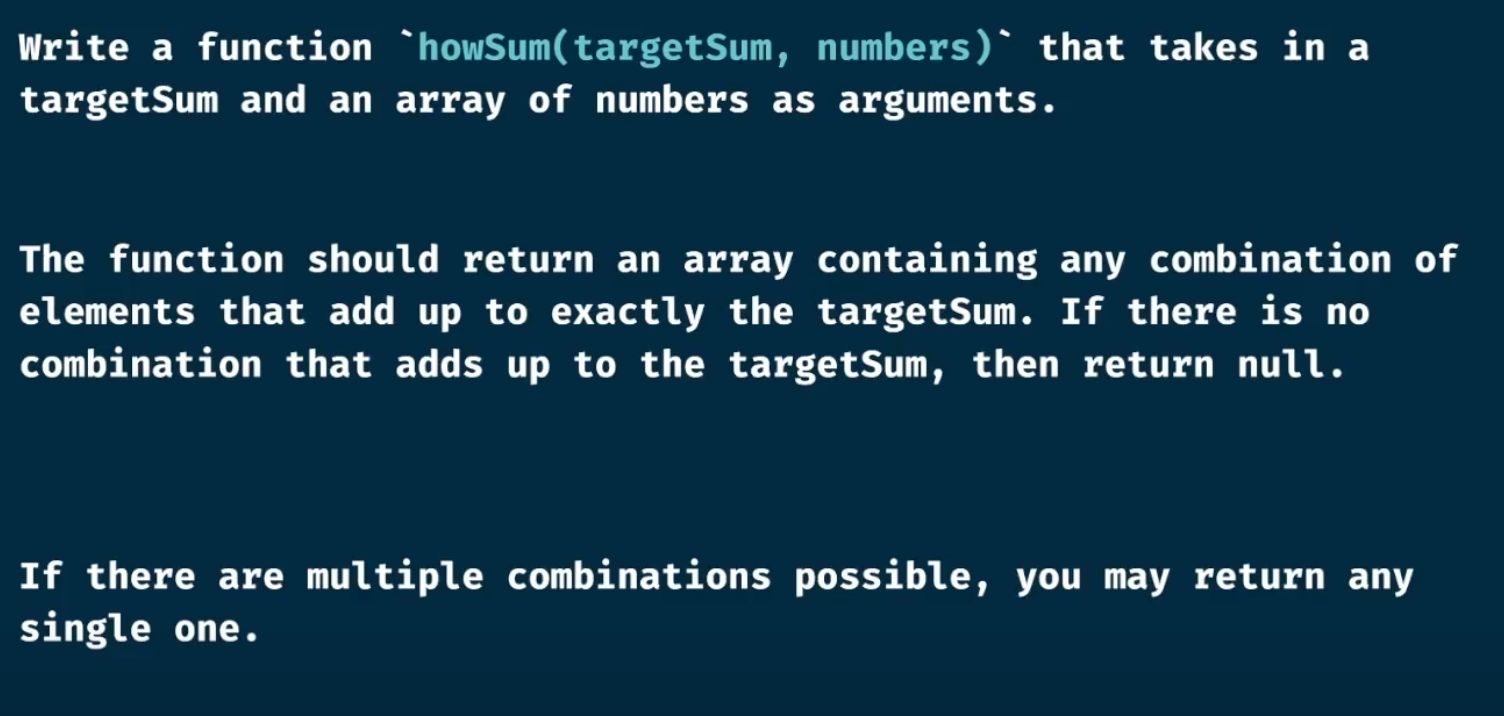 Write a function `howSum(targetSum, numbers)` that takes in a
targetSum and an array of numbers as arguments.
The function should return an array containing any combination of
elements that add up to exactly the targetSum. If there is no
combination that adds up to the targetSum, then return null.
If there are multiple combinations possible, you may return any
single one.